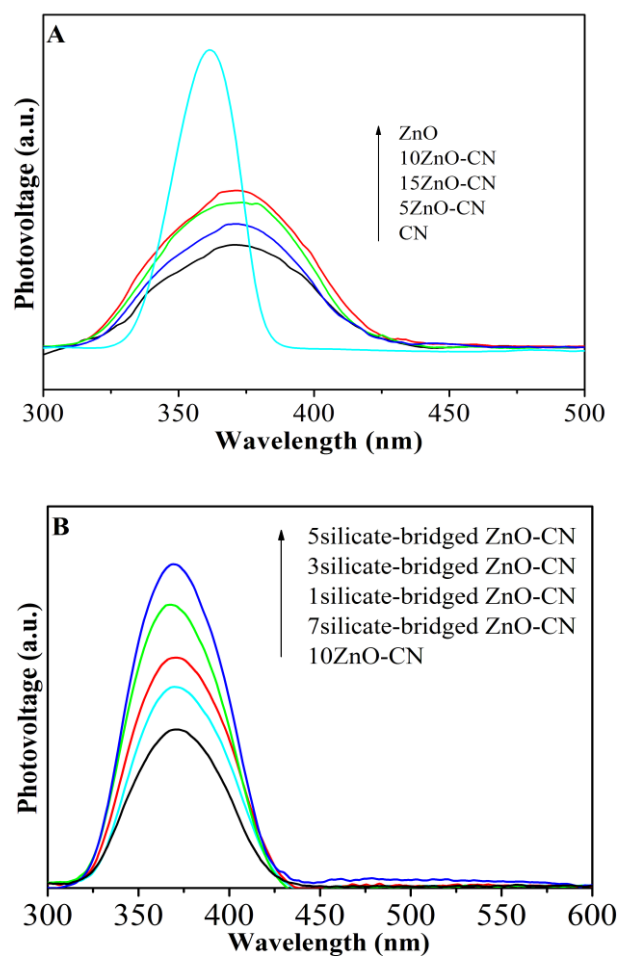 A
Photovoltage (a.u.)
ZnO
10ZnO-CN
15ZnO-CN
5ZnO-CN
CN
300 350 400 450 500
Wavelength (nm)
B
Photovoltage (a.u.)
5silicate-bridged ZnO-CN
3silicate-bridged ZnO-CN
1silicate-bridged ZnO-CN
7silicate-bridged ZnO-CN
10ZnO-CN
300 350 400 450 500 550 600
Wavelength (nm)